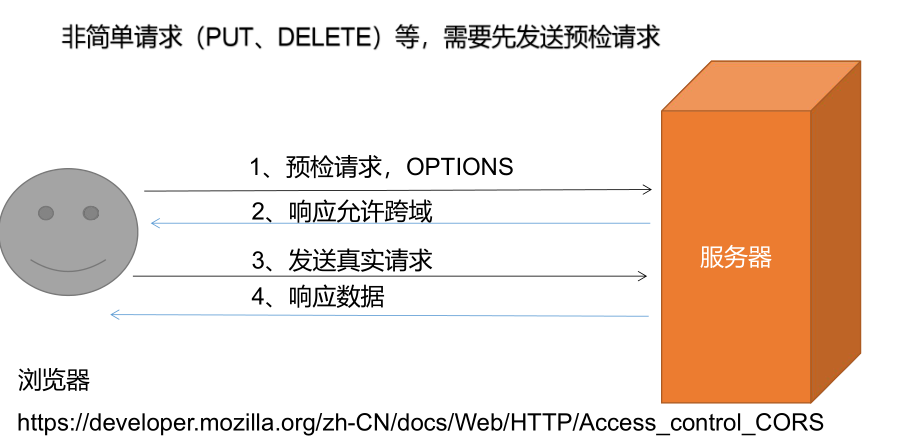 非简单请求（PUT、DELETE）等，需要先发送预检请求
1、预检请求，OPTIONS
2、响应允许跨域
3、发送真实请求
4、响应数据
服务器
浏览器
https://developer.mozilla.org/zh-CN/docs/Web/HTTP/Access_control_CORS